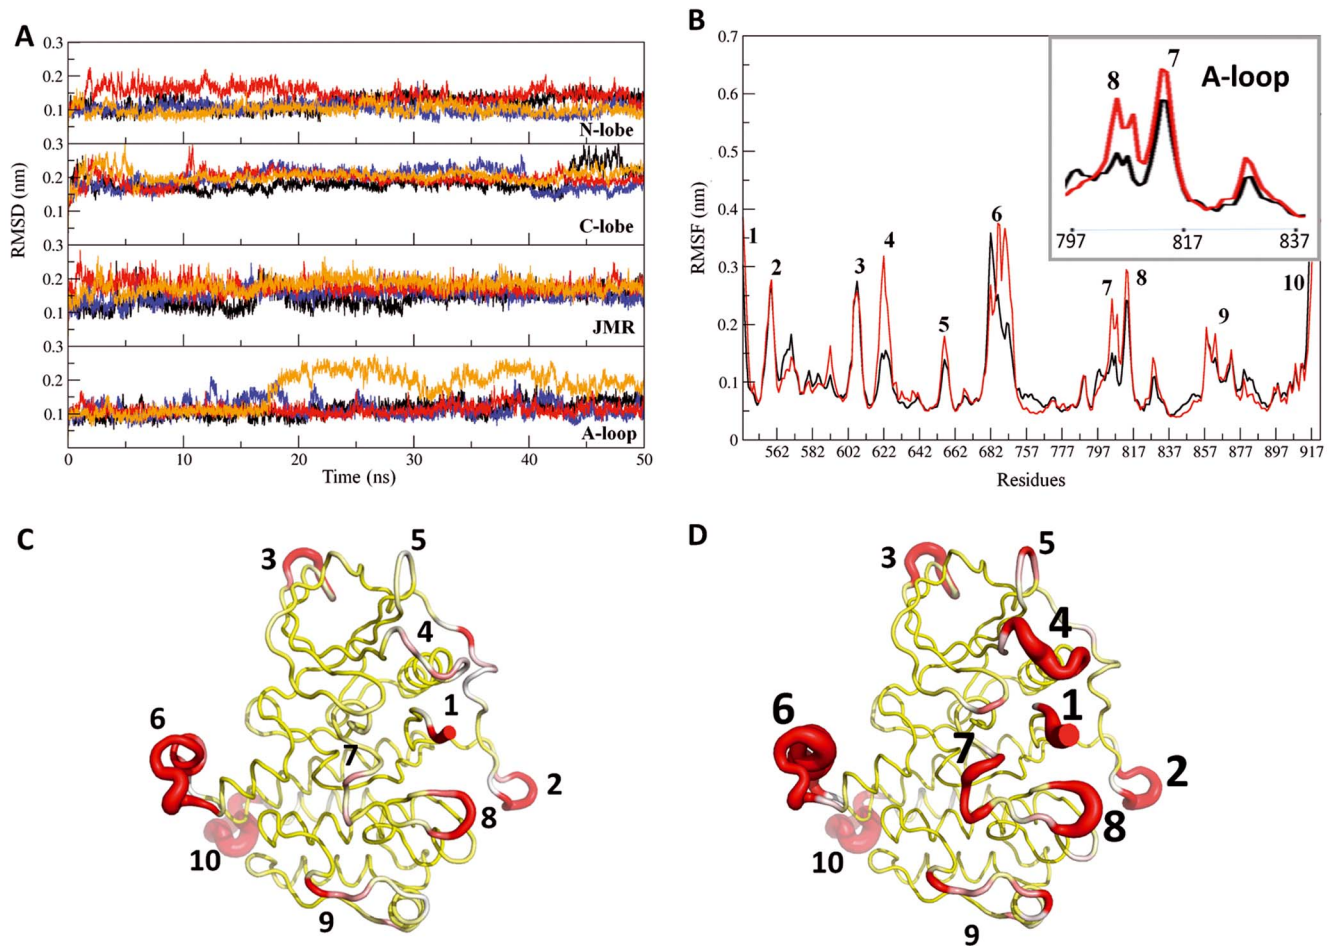 A
0.3
0.2
0.1
N-lobe
0.3
0.2
0.1
C-lobe
0.3
0.2
0.1
JMR
0.3
0.2
0.1
A-loop
RMSD (nm)
0 10 20 30 40 50
Time (ns)
B
0.7
0.6
0.5
0.4
0.3
0.2
0.1
0
RMSF (nm)
1 2 3 4 5 6 7 8 9 10
562 582 602 622 642 662 682 757 777 797 817 837 857 877 897 917
Residues
8 7 A-loop
797 817 837
C
3 5
4
1
6
7
2
8
10
9
D
3 5
4
1
6
7
2
8
10
9